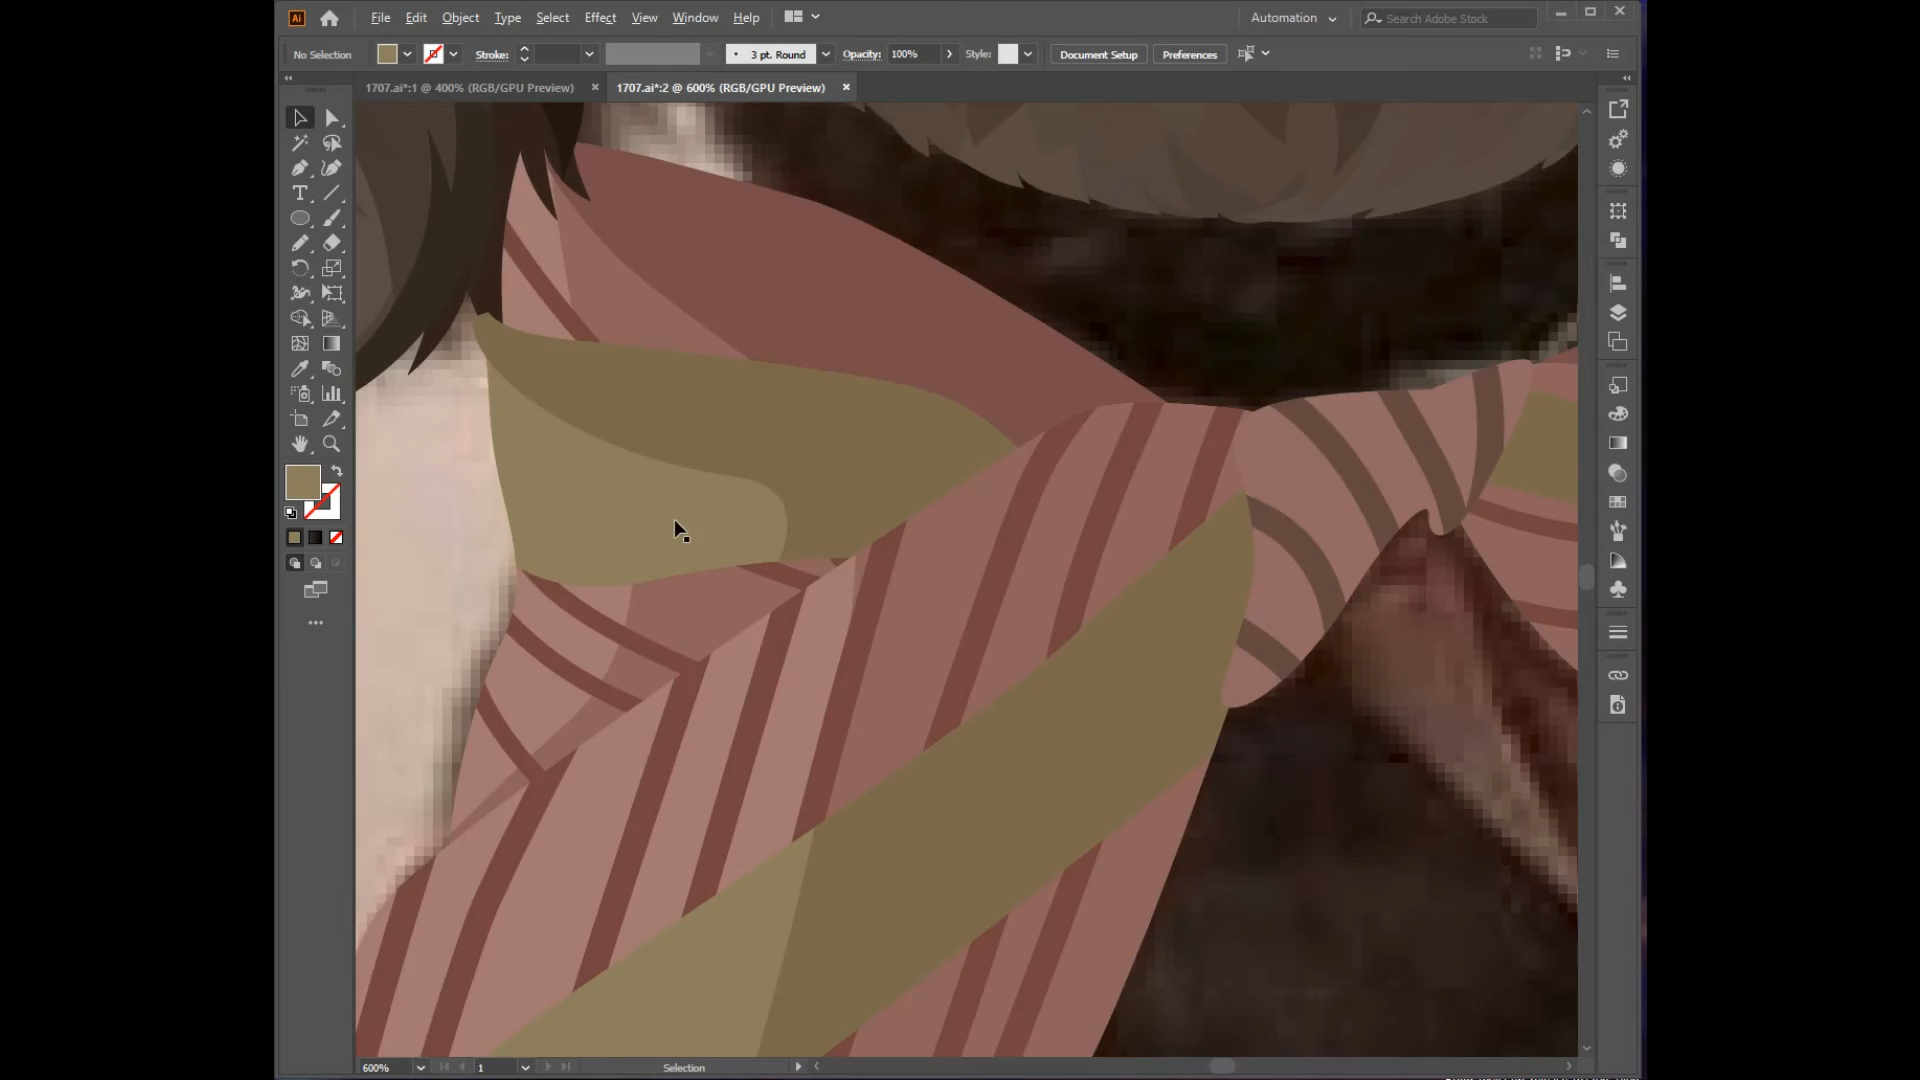 Ai File Edit Object Type Select Effect View Window Help Automation Search Adobe Stock
No Selection Stroke: 3 pt. Round Opacity: 100% Style: Document Setup Preferences
1707.ai*:1 @ 400% (RGB/GPU Preview) × 1707.ai*:2 @ 600% (RGB/GPU Preview) ×
600% 1 Selection